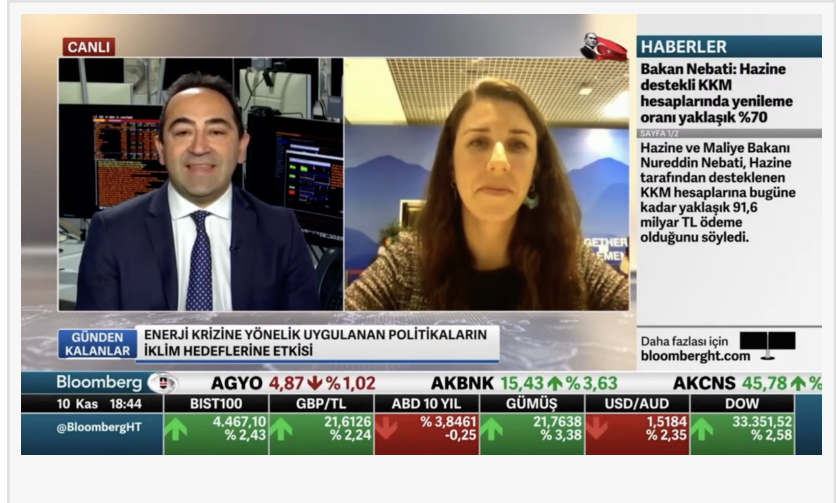 CANLI
HABERLER
Bakan Nebati: Hazine
destekli KKM
hesaplarında yenileme
oranı yaklaşık %70
SAYFA 1/2
Hazine ve Maliye Bakanı
Nureddin Nebati, Hazine
tarafından desteklenen
KKM hesaplarına bugüne
kadar yaklaşık 91,6
milyar TL ödeme
olduğunu söyledi.
GETHER
EMEN
GÜNDEN
KALANLAR
ENERJİ KRİZİNE YÖNELİK UYGULANAN POLİTİKALARIN
İKLİM HEDEFLERİNE ETKİSİ
Daha fazlası için
bloomberght.com
Bloomberg HT AGYO 4,87 %1,02 AKBNK 15,43 %3,63 AKCNS 45,78 %
10 Kas 18:44 BIST100 GBP/TL ABD 10 YIL GÜMÜŞ USD/AUD DOW
@BloombergHT 4.467,10 21,6126 % 3,8461 21,7638 1,5184 33.351,52
% 2,43 % 2,24 -0,25 % 3,38 % 2,35 % 2,58